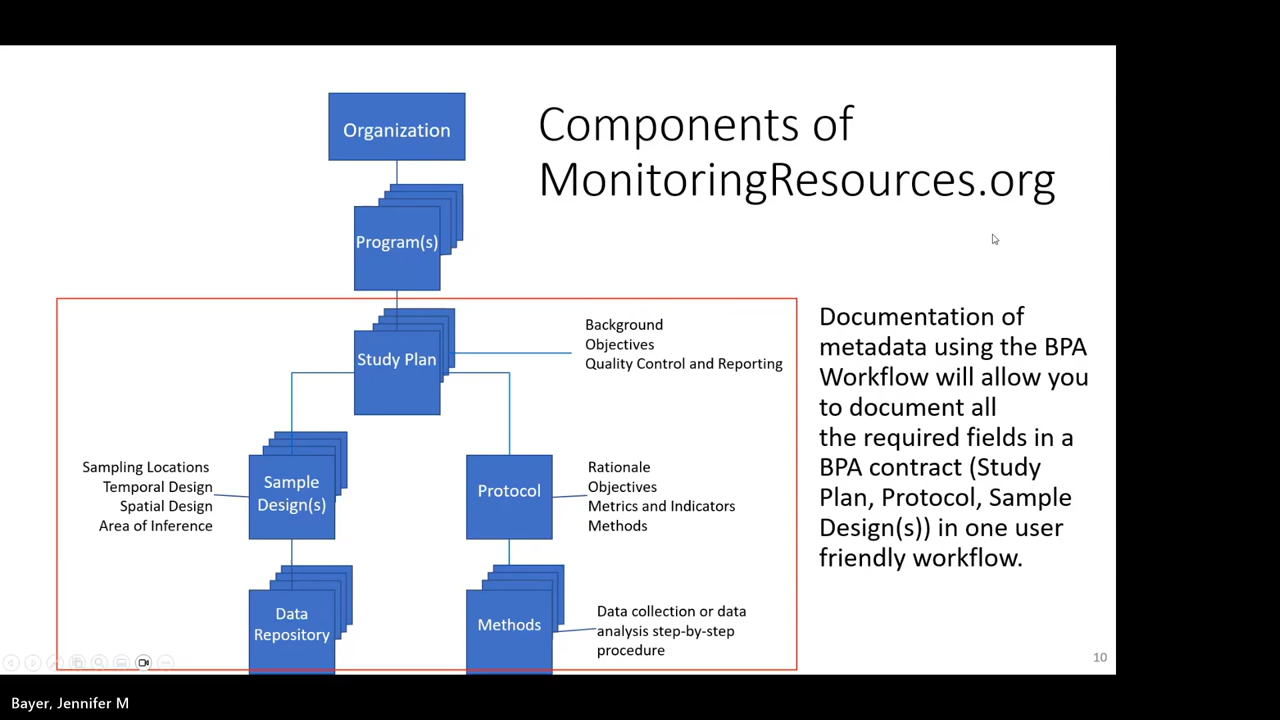 Organization
Components of
MonitoringResources.org
Program(s)
Study Plan
Background
Objectives
Quality Control and Reporting
Documentation of
metadata using the BPA
Workflow will allow you
to document all
the required fields in a
BPA contract (Study
Plan, Protocol, Sample
Design(s)) in one user
friendly workflow.
Sampling Locations
Temporal Design
Spatial Design
Area of Inference
Sample
Design(s)
Protocol
Rationale
Objectives
Metrics and Indicators
Methods
Data
Repository
Methods
Data collection or data
analysis step-by-step
procedure
10
Bayer, Jennifer M